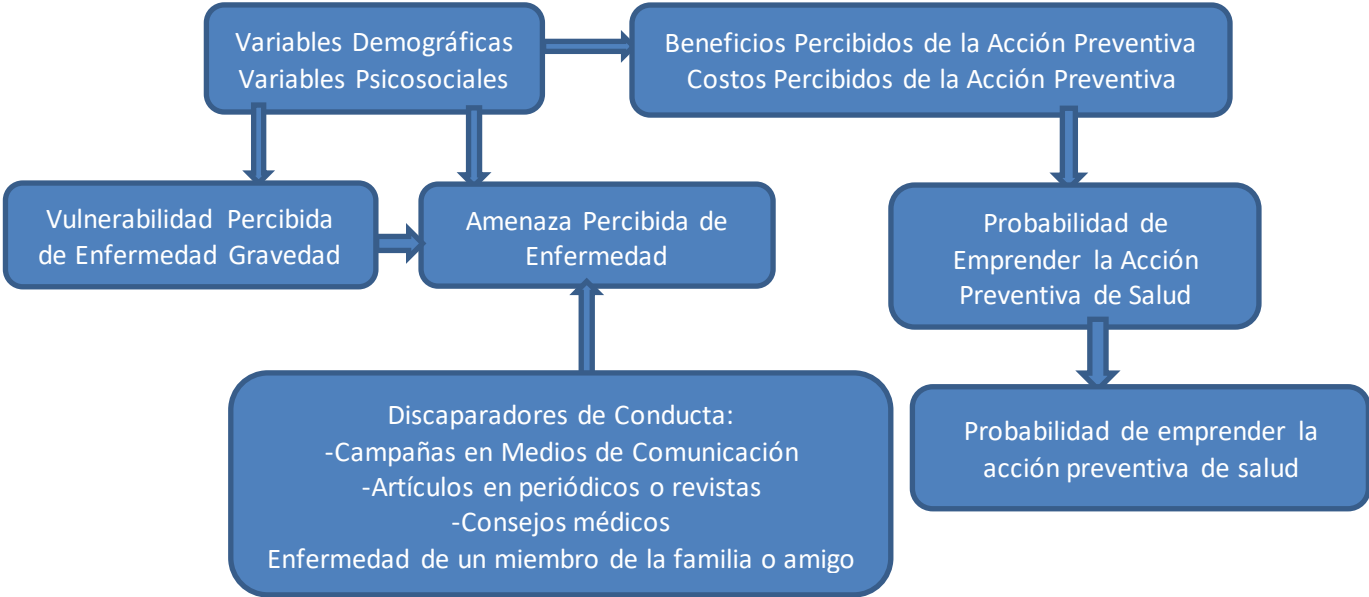 Variables Demográficas
Variables Psicosociales
Beneficios Percibidos de la Acción Preventiva
Costos Percibidos de la Acción Preventiva
Vulnerabilidad Percibida
de Enfermedad Gravedad
Amenaza Percibida de
Enfermedad
Probabilidad de
Emprender la Acción
Preventiva de Salud
Discaparadores de Conducta:
-Campañas en Medios de Comunicación
-Artículos en periódicos o revistas
-Consejos médicos
Enfermedad de un miembro de la familia o amigo
Probabilidad de emprender la
acción preventiva de salud